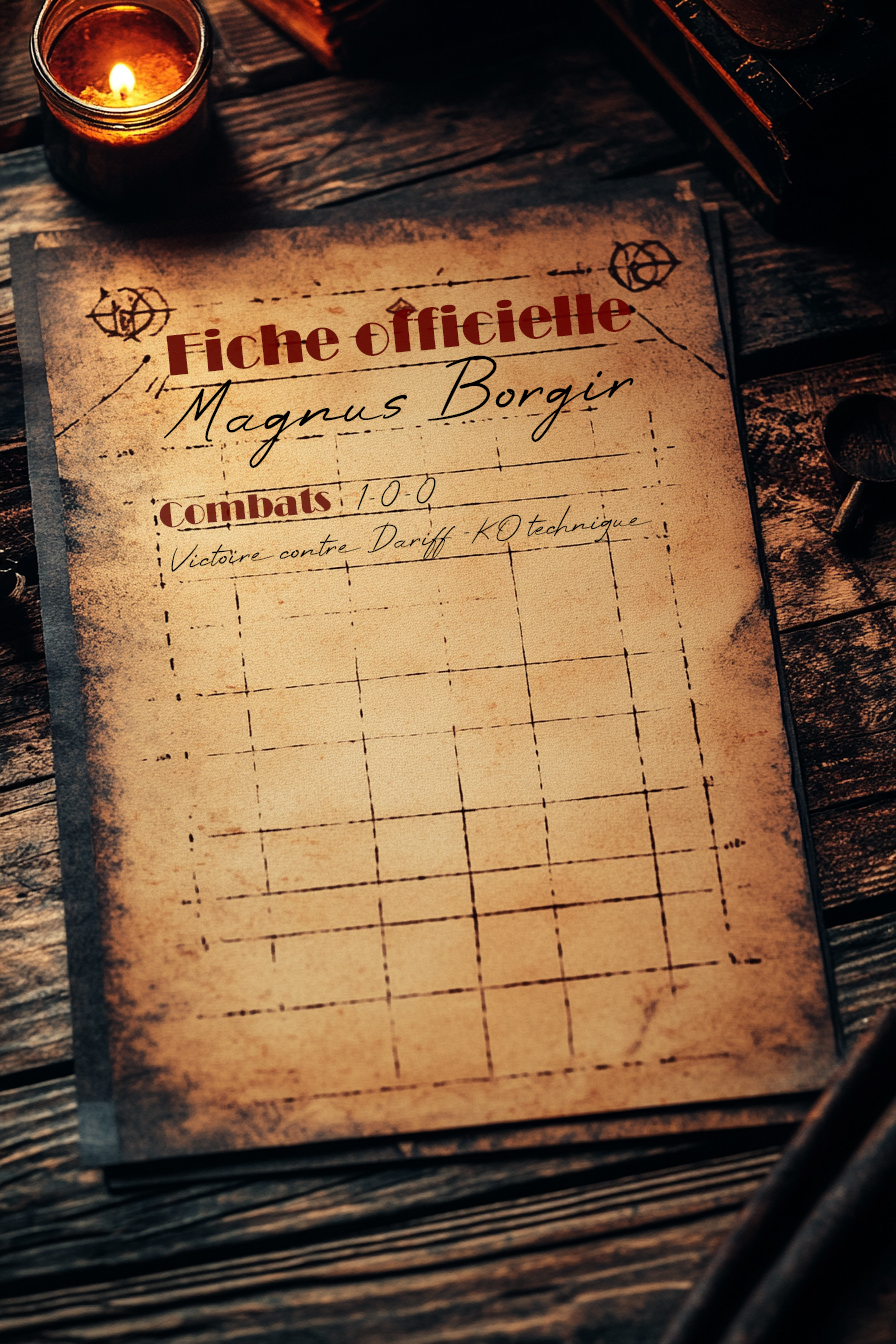 Fiche officielle
Magnus Borgir
Combats 1-0-0
Victoire contre Dariff - KO technique